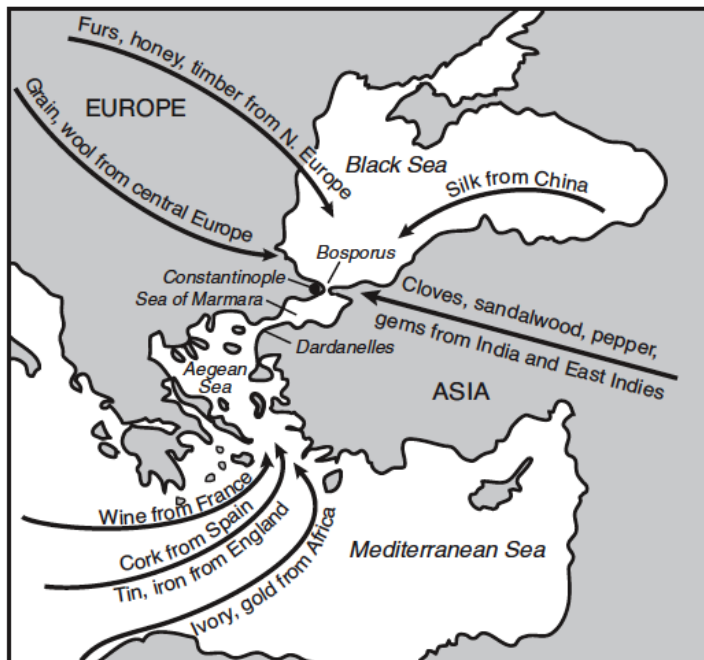 Furs, honey, timber from N. Europe
Grain, wool from central Europe
EUROPE
Black Sea
Silk from China
Bosporus
Constantinople
Sea of Marmara
Cloves, sandalwood, pepper,
gems from India and East Indies
Dardanelles
Aegean
Sea
ASIA
Wine from France
Cork from Spain
Tin, iron from England
Ivory, gold from Africa
Mediterranean Sea